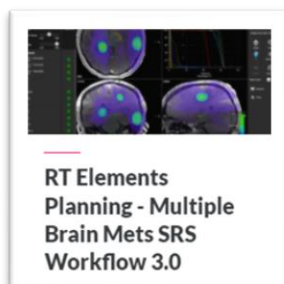 RT Elements
Planning - Multiple
Brain Mets SRS
Workflow 3.0